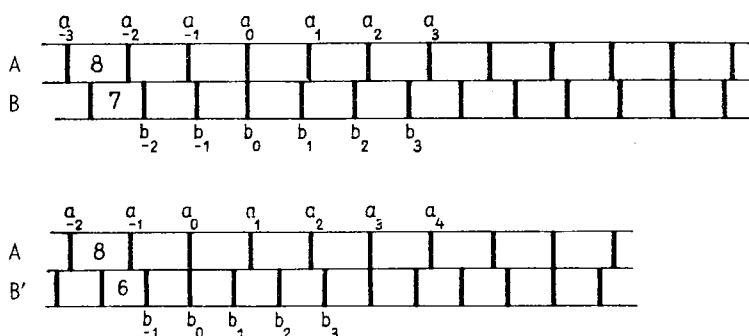 a₋₃ a₋₂ a₋₁ a₀ a₁ a₂ a₃
A 8
B 7
b₋₂ b₋₁ b₀ b₁ b₂ b₃
a₋₂ a₋₁ a₀ a₁ a₂ a₃ a₄
A 8
B' 6
b₋₁ b₀ b₁ b₂ b₃